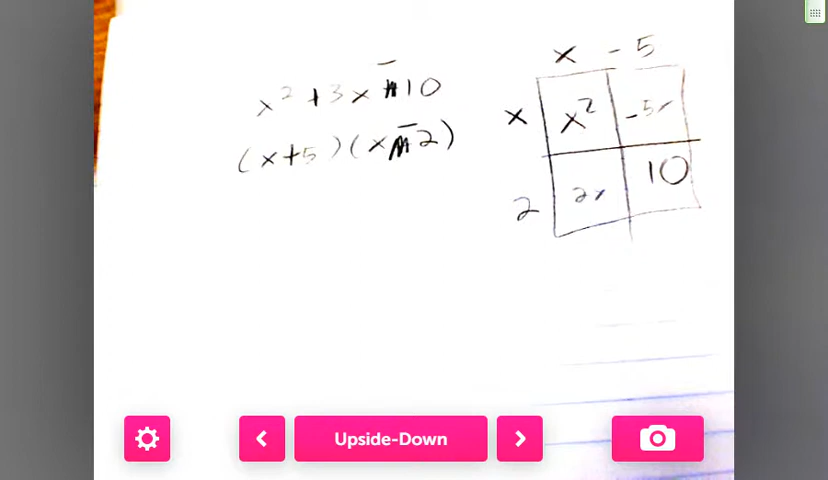 x² + 3x - 10
(x+5)(x-2)
x - 5
x x² -5x
2 2x 10
Upside-Down